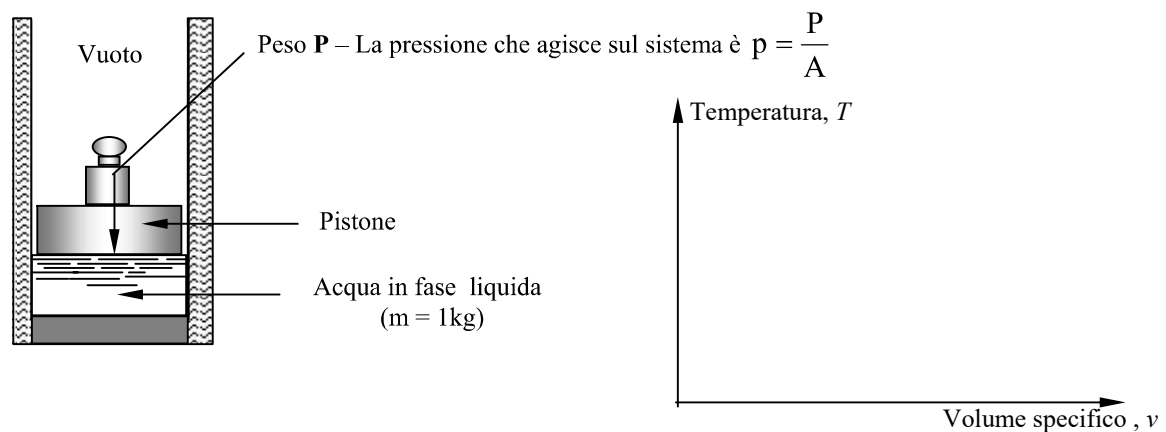 Vuoto
Peso P – La pressione che agisce sul sistema è p = P / A
Temperatura, T
Pistone
Acqua in fase liquida
(m = 1kg)
Volume specifico , v